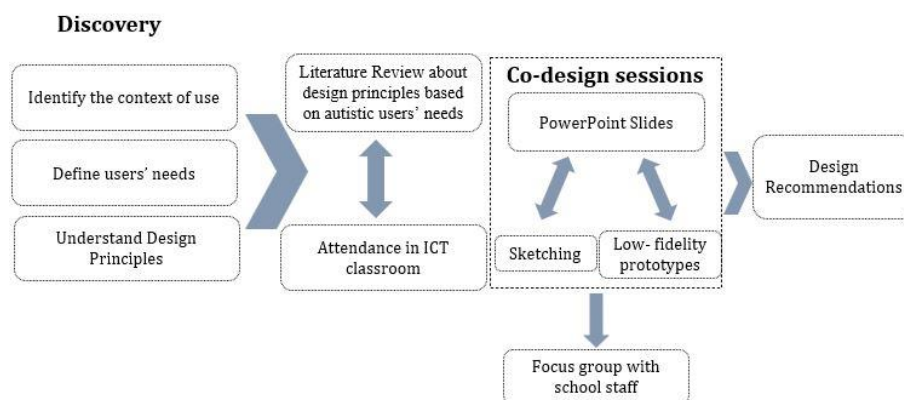 Discovery
Identify the context of use
Define users’ needs
Understand Design
Principles
Literature Review about
design principles based
on autistic users’ needs
Attendance in ICT
classroom
Co-design sessions
PowerPoint Slides
Sketching
Low- fidelity
prototypes
Focus group with
school staff
Design
Recommendations